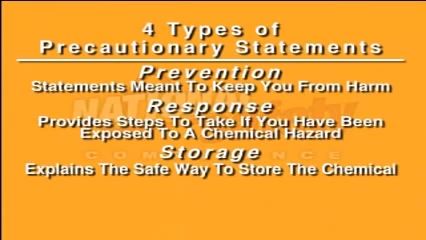 4 Types of
Precautionary Statements
Prevention
Statements Meant To Keep You From Harm
Response
Provides Steps To Take If You Have Been
Exposed To A Chemical Hazard
Storage
COMPLIANCE
Explains The Safe Way To Store The Chemical